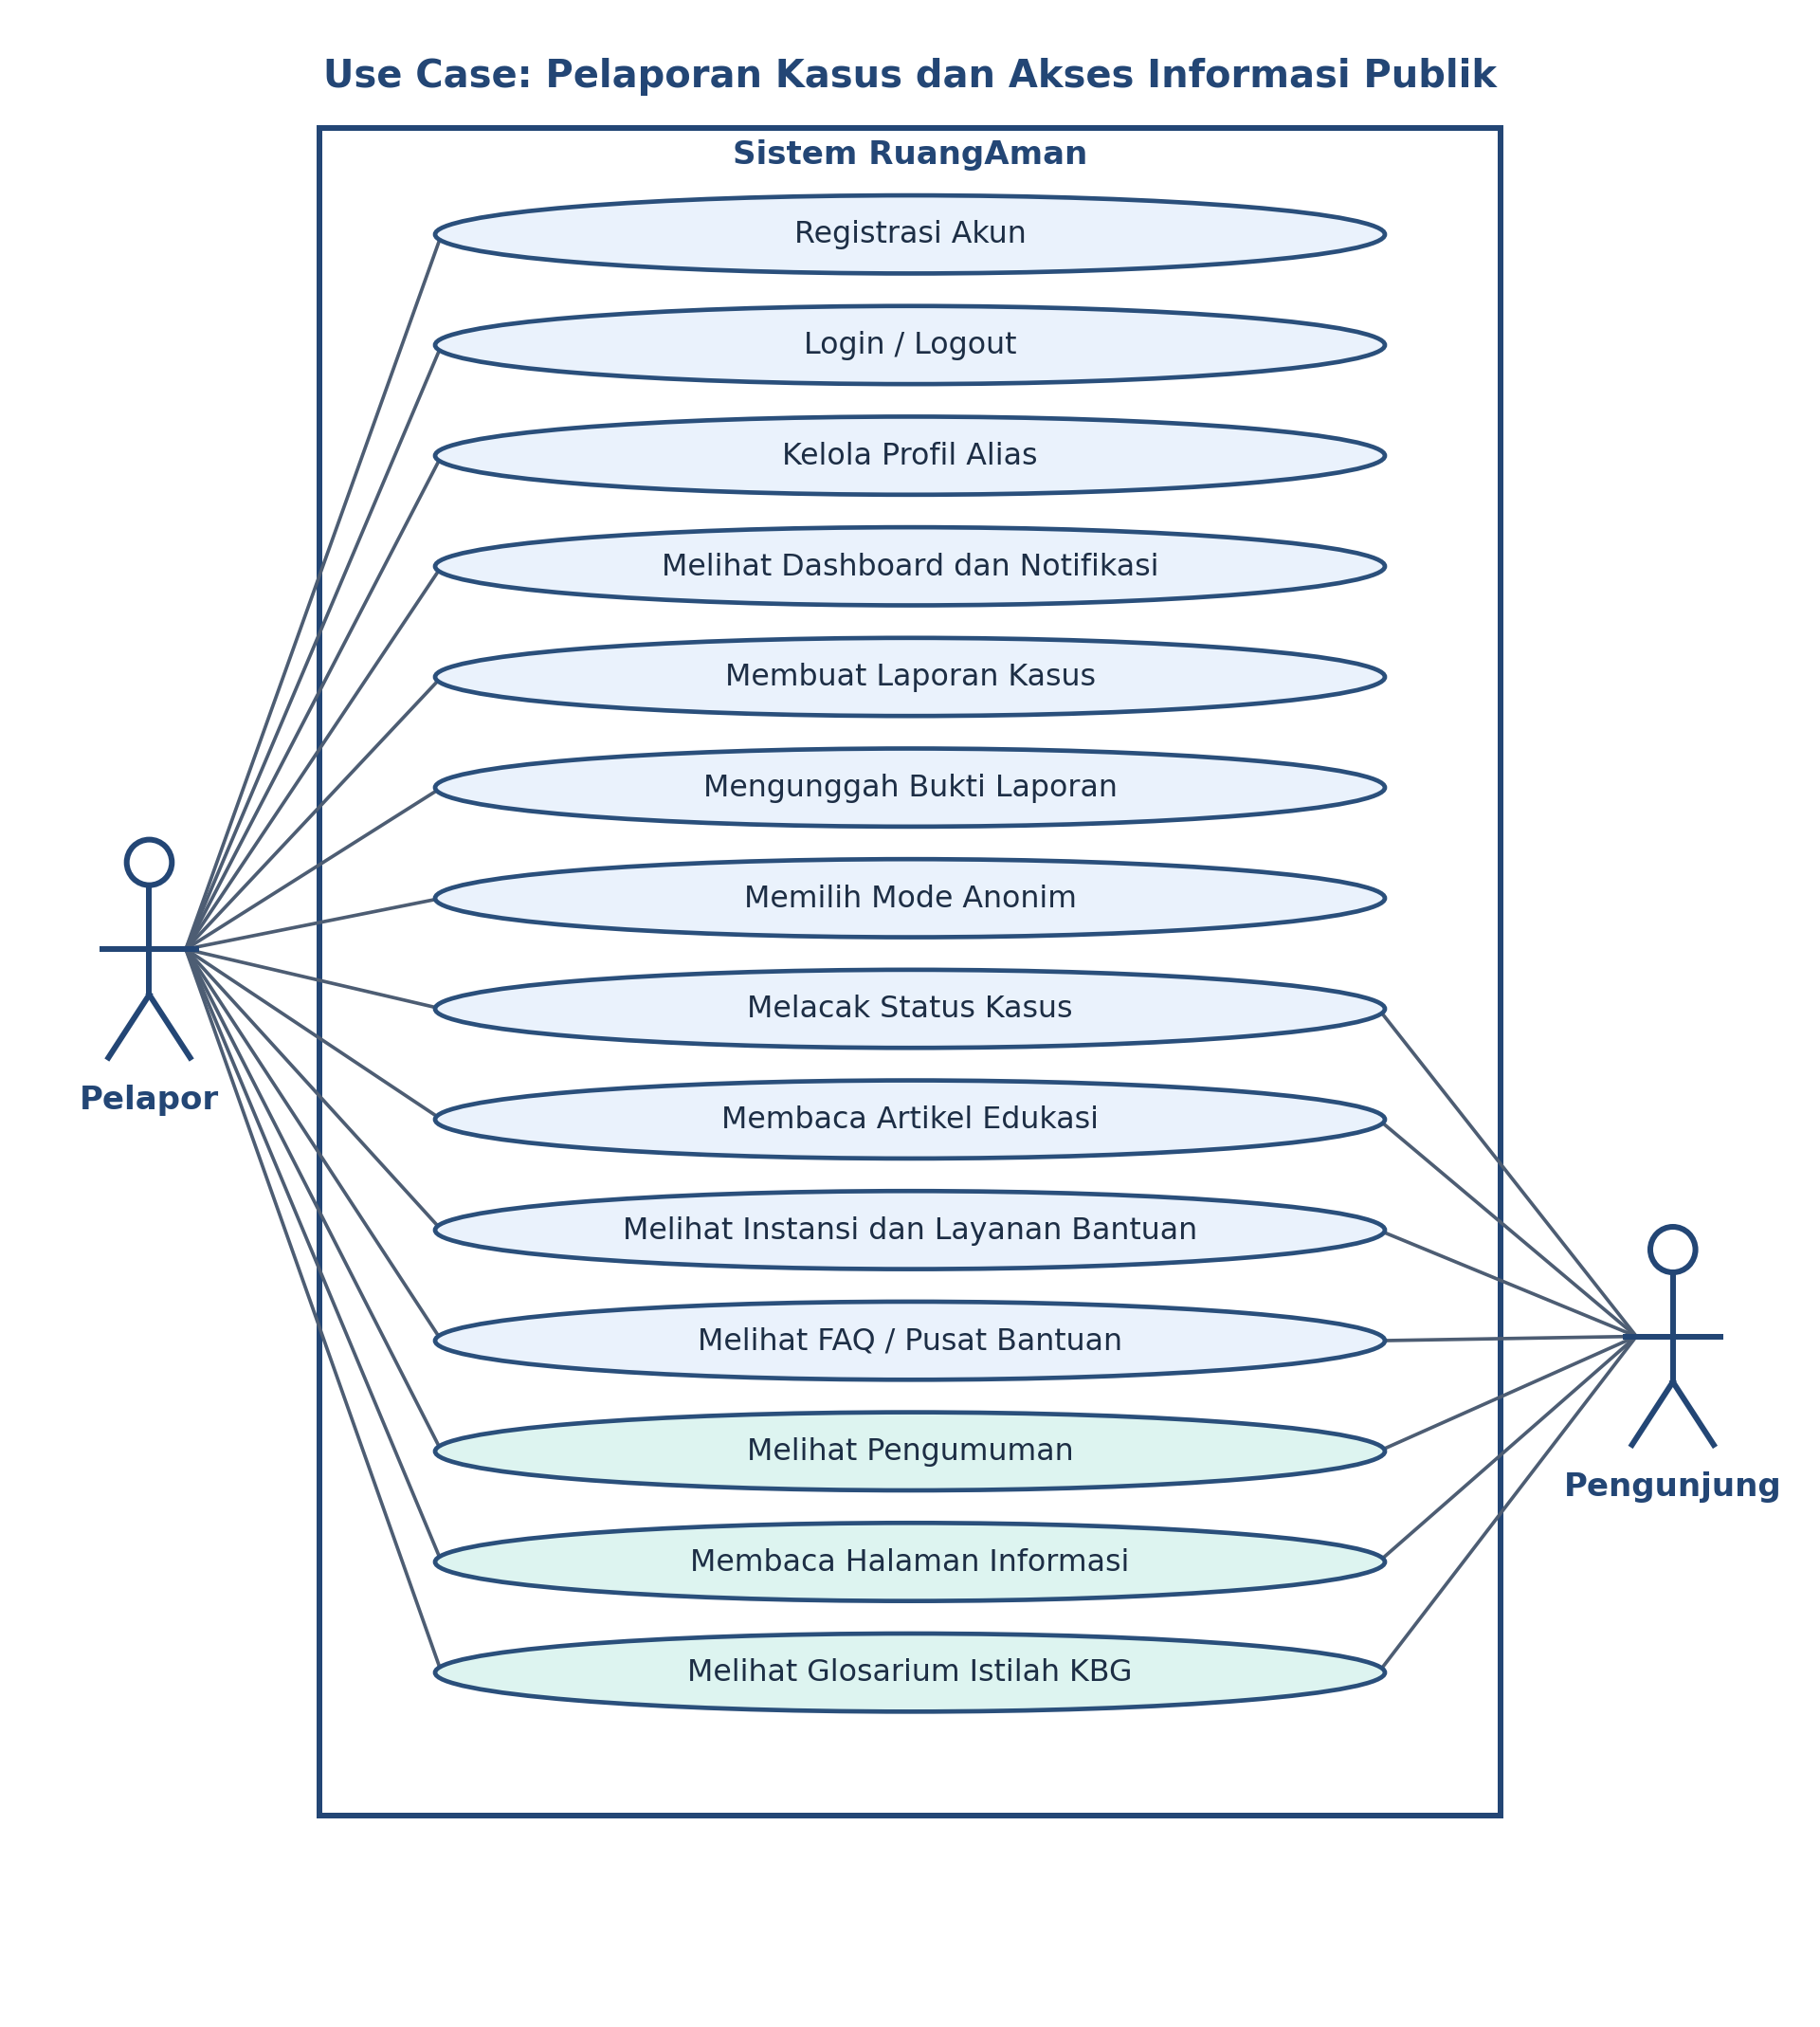 Use Case: Pelaporan Kasus dan Akses Informasi Publik
Sistem RuangAman
Registrasi Akun
Login / Logout
Kelola Profil Alias
Melihat Dashboard dan Notifikasi
Membuat Laporan Kasus
Mengunggah Bukti Laporan
Memilih Mode Anonim
Melacak Status Kasus
Pelapor
Membaca Artikel Edukasi
Melihat Instansi dan Layanan Bantuan
Melihat FAQ / Pusat Bantuan
Melihat Pengumuman
Pengunjung
Membaca Halaman Informasi
Melihat Glosarium Istilah KBG